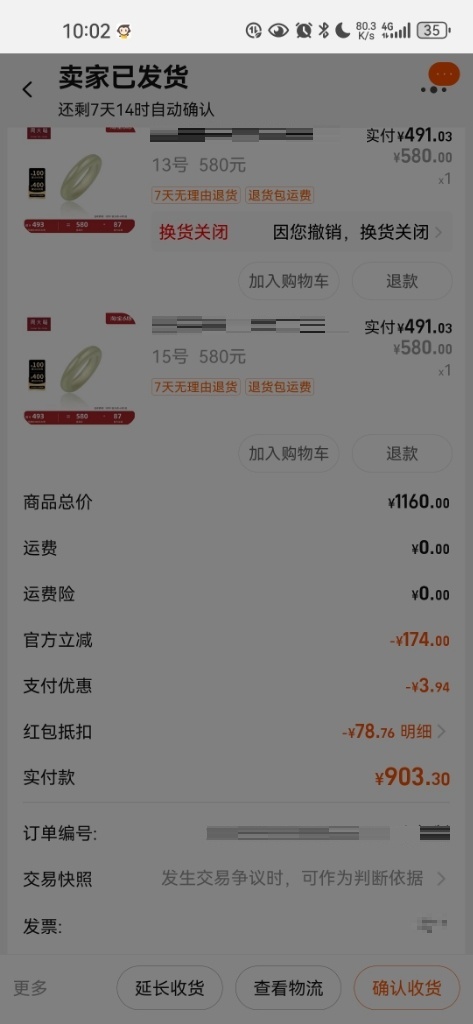 10:02
80.3 K/s 4G 35
卖家已发货
还剩7天14时自动确认
实付¥491.03
13号 580元
¥580.00
x1
7天无理由退货 退货包运费
换货关闭 因您撤销，换货关闭
加入购物车 退款
实付¥491.03
15号 580元
¥580.00
x1
7天无理由退货 退货包运费
加入购物车 退款
商品总价 ¥1160.00
运费 ¥0.00
运费险 ¥0.00
官方立减 -¥174.00
支付优惠 -¥3.94
红包抵扣 -¥78.76 明细
实付款 ¥903.30
订单编号:
交易快照 发生交易争议时，可作为判断依据
发票:
更多 延长收货 查看物流 确认收货